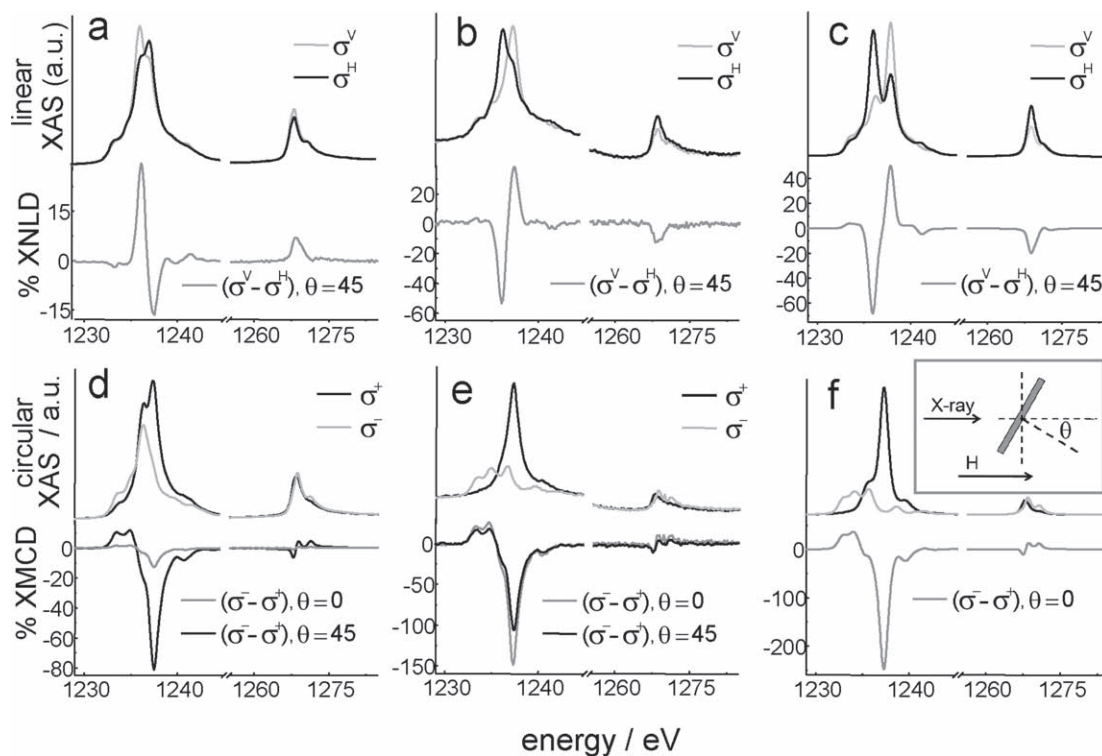 linear
XAS (a.u.)
a
σV
σH
b
σV
σH
c
σV
σH
% XNLD
15
0
-15
(σV−σH), θ=45
1230 1240 1260 1275
20
0
-20
-40
-60
(σV−σH), θ=45
1230 1240 1260 1275
40
20
0
-20
-40
-60
(σV−σH), θ=45
1230 1240 1260 1275
circular
XAS / a.u.
d
e
σ+
σ−
f
X-ray
H
θ
% XMCD
0
-20
-40
-60
-80
(σ−−σ+), θ=0
(σ−−σ+), θ=45
1230 1240 1260 1275
0
-50
-100
-150
(σ−−σ+), θ=0
(σ−−σ+), θ=45
1230 1240 1260 1275
0
-100
-200
(σ−−σ+), θ=0
1230 1240 1260 1275
energy / eV